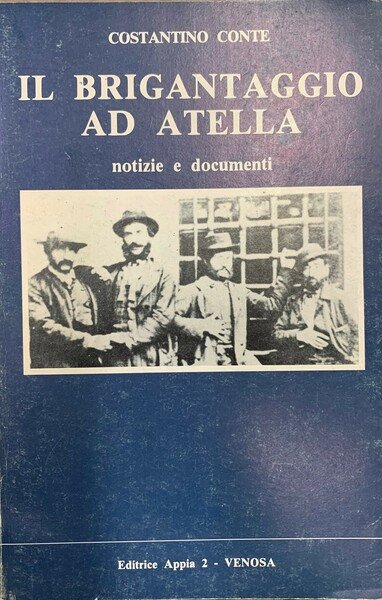 COSTANTINO CONTE
IL BRIGANTAGGIO
AD ATELLA
notizie e documenti
Editrice Appia 2 - VENOSA